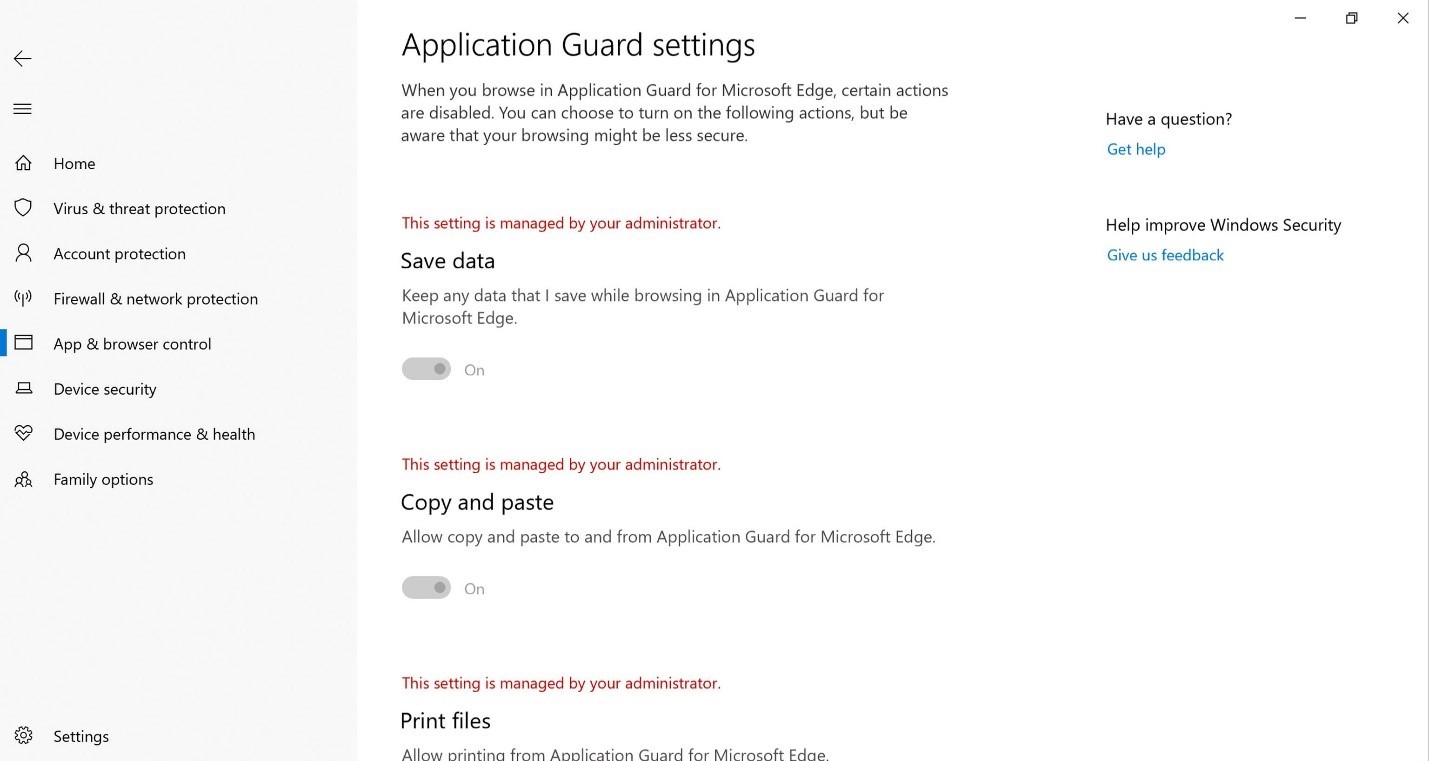 Home
Virus & threat protection
Account protection
Firewall & network protection
App & browser control
Device security
Device performance & health
Family options
Settings
Application Guard settings
When you browse in Application Guard for Microsoft Edge, certain actions
are disabled. You can choose to turn on the following actions, but be
aware that your browsing might be less secure.
This setting is managed by your administrator.
Save data
Keep any data that I save while browsing in Application Guard for
Microsoft Edge.
On
This setting is managed by your administrator.
Copy and paste
Allow copy and paste to and from Application Guard for Microsoft Edge.
On
This setting is managed by your administrator.
Print files
Allow printing from Application Guard for Microsoft Edge.
Have a question?
Get help
Help improve Windows Security
Give us feedback